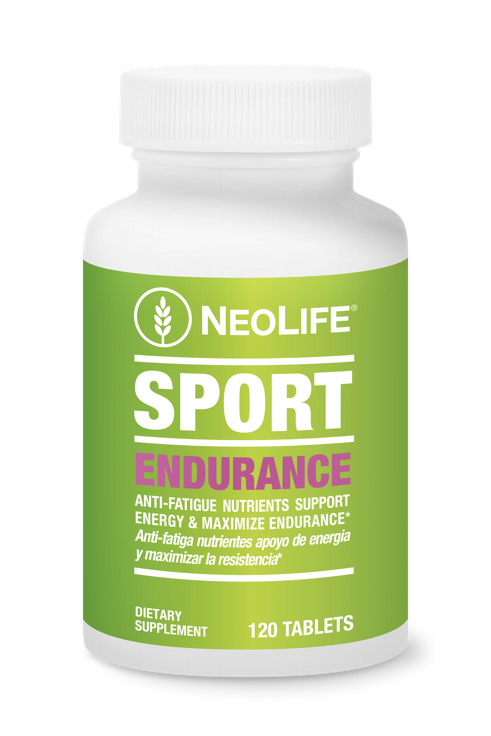 NEOLIFE®
SPORT
ENDURANCE
ANTI-FATIGUE NUTRIENTS SUPPORT
ENERGY & MAXIMIZE ENDURANCE*
Anti-fatiga nutrientes apoyo de energia
y maximizar la resistencia*
DIETARY
SUPPLEMENT
120 TABLETS